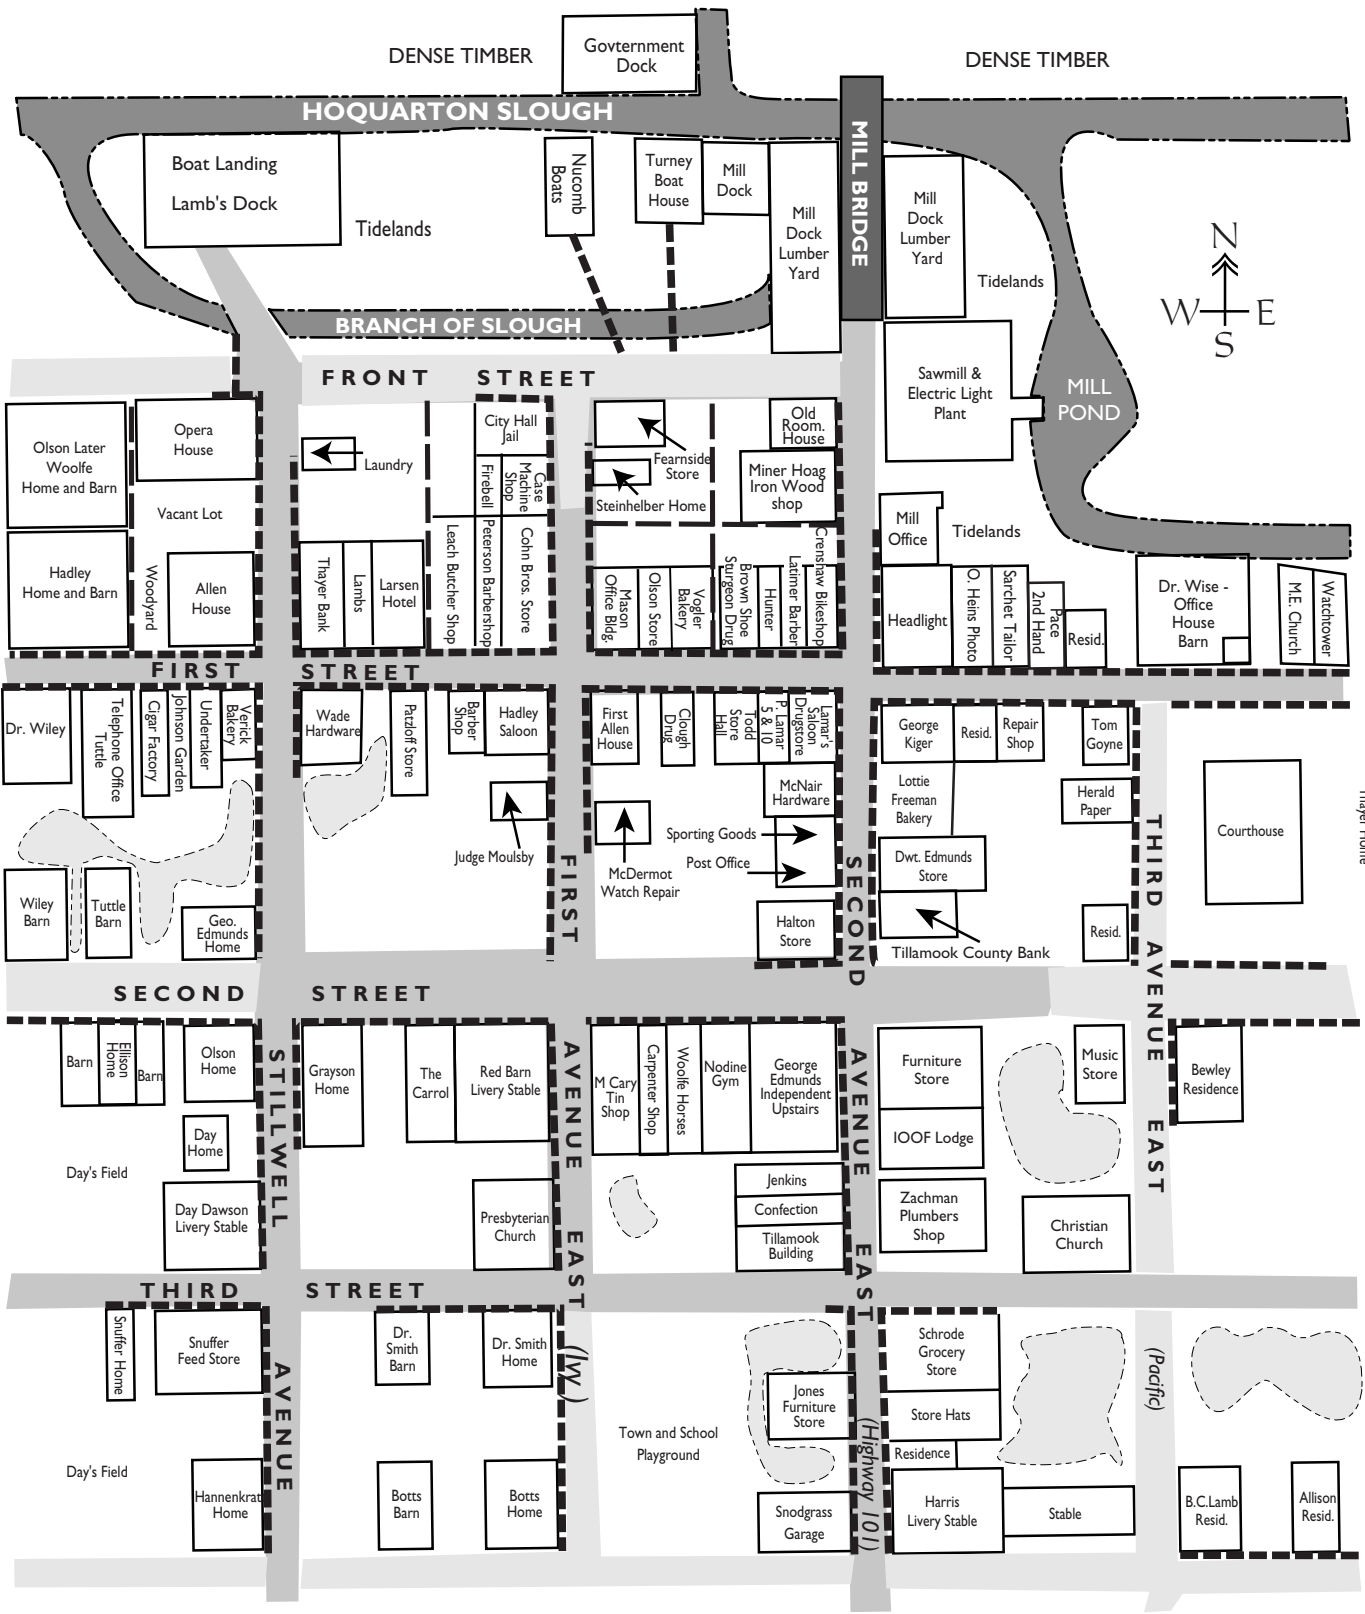 DENSE TIMBER
Govternment
Dock
DENSE TIMBER
HOQUARTON SLOUGH
Boat Landing
Lamb's Dock
Tidelands
Nucomb
Boats
Turney
Boat
House
Mill
Dock
Mill
Dock
Lumber
Yard
MILL BRIDGE
Mill
Dock
Lumber
Yard
Tidelands
N
W
E
S
BRANCH OF SLOUGH
FRONT STREET
Sawmill &
Electric Light
Plant
MILL
POND
Olson Later
Woolfe
Home and Barn
Opera
House
Vacant Lot
Hadley
Home and Barn
Woodyard
Allen
House
Laundry
City Hall
Jail
Firebell
Case
Machine
Shop
Thayer Bank
Lambs
Larsen
Hotel
Leach Butcher Shop
Peterson Barbershop
Cohn Bros. Store
Fearnside
Store
Steinhelber Home
Old
Room.
House
Miner Hoag
Iron Wood
shop
Mason
Office Bldg.
Olson Store
Vogler
Bakery
Brown Shoe
Sturgeon Drug
Hunter
Latimer Barber
Crenshaw Bikeshop
Mill
Office
Tidelands
Headlight
O. Heins Photo
Sarchet Tailor
Pace
2nd Hand
Resid.
Dr. Wise -
Office
House
Barn
M.E. Church
Watchtower
FIRST STREET
Dr. Wiley
Telephone Office
Tuttle
Cigar Factory
Johnson Garden
Undertaker
Verick
Bakery
Wade
Hardware
Patzloff Store
Barber
Shop
Hadley
Saloon
Judge Moulsby
First
Allen
House
Clough
Drug
Todd
Store
Hall
P. Lamar
5 & 10
Lamar's
Saloon
Drugstore
McNair
Hardware
Sporting Goods
Post Office
McDermot
Watch Repair
Halton
Store
George
Kiger
Resid.
Repair
Shop
Tom
Goyne
Lottie
Freeman
Bakery
Herald
Paper
Dwt. Edmunds
Store
Tillamook County Bank
Resid.
Courthouse
Thayer Home
Wiley
Barn
Tuttle
Barn
Geo.
Edmunds
Home
SECOND STREET
Barn
Ellison
Home
Barn
Olson
Home
Day
Home
Day's Field
Day Dawson
Livery Stable
STILLWELL AVENUE
Grayson
Home
The
Carrol
Red Barn
Livery Stable
Presbyterian
Church
FIRST AVENUE EAST
(Ivy)
M Cary
Tin
Shop
Carpenter Shop
Woolfe Horses
Nodine
Gym
George
Edmunds
Independent
Upstairs
Jenkins
Confection
Tillamook
Building
SECOND AVENUE EAST
(Highway 101)
Furniture
Store
IOOF Lodge
Zachman
Plumbers
Shop
Music
Store
Christian
Church
THIRD AVENUE EAST
(Pacific)
Bewley
Residence
THIRD STREET
Snuffer Home
Snuffer
Feed Store
Day's Field
Hannenkrat
Home
Dr.
Smith
Barn
Dr. Smith
Home
Botts
Barn
Botts
Home
Town and School
Playground
Jones
Furniture
Store
Snodgrass
Garage
Schrode
Grocery
Store
Store Hats
Residence
Harris
Livery Stable
Stable
B.C.Lamb
Resid.
Allison
Resid.